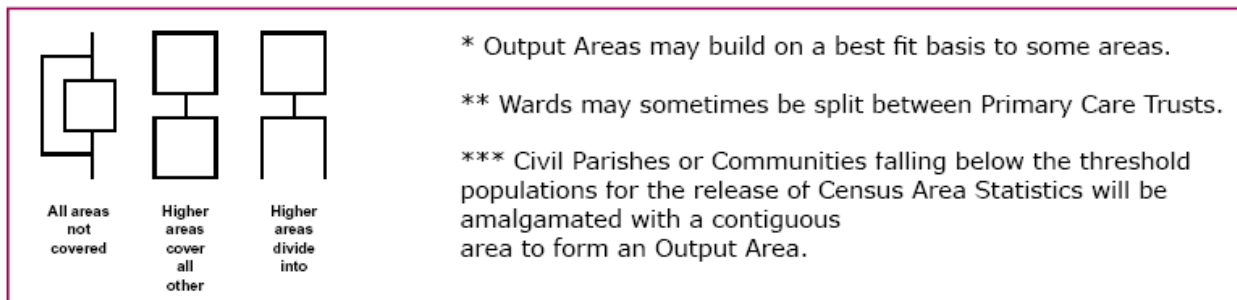 * Output Areas may build on a best fit basis to some areas.
** Wards may sometimes be split between Primary Care Trusts.
*** Civil Parishes or Communities falling below the threshold
populations for the release of Census Area Statistics will be
amalgamated with a contiguous
area to form an Output Area.
All areas
not
covered
Higher
areas
cover
all
other
Higher
areas
divide
into